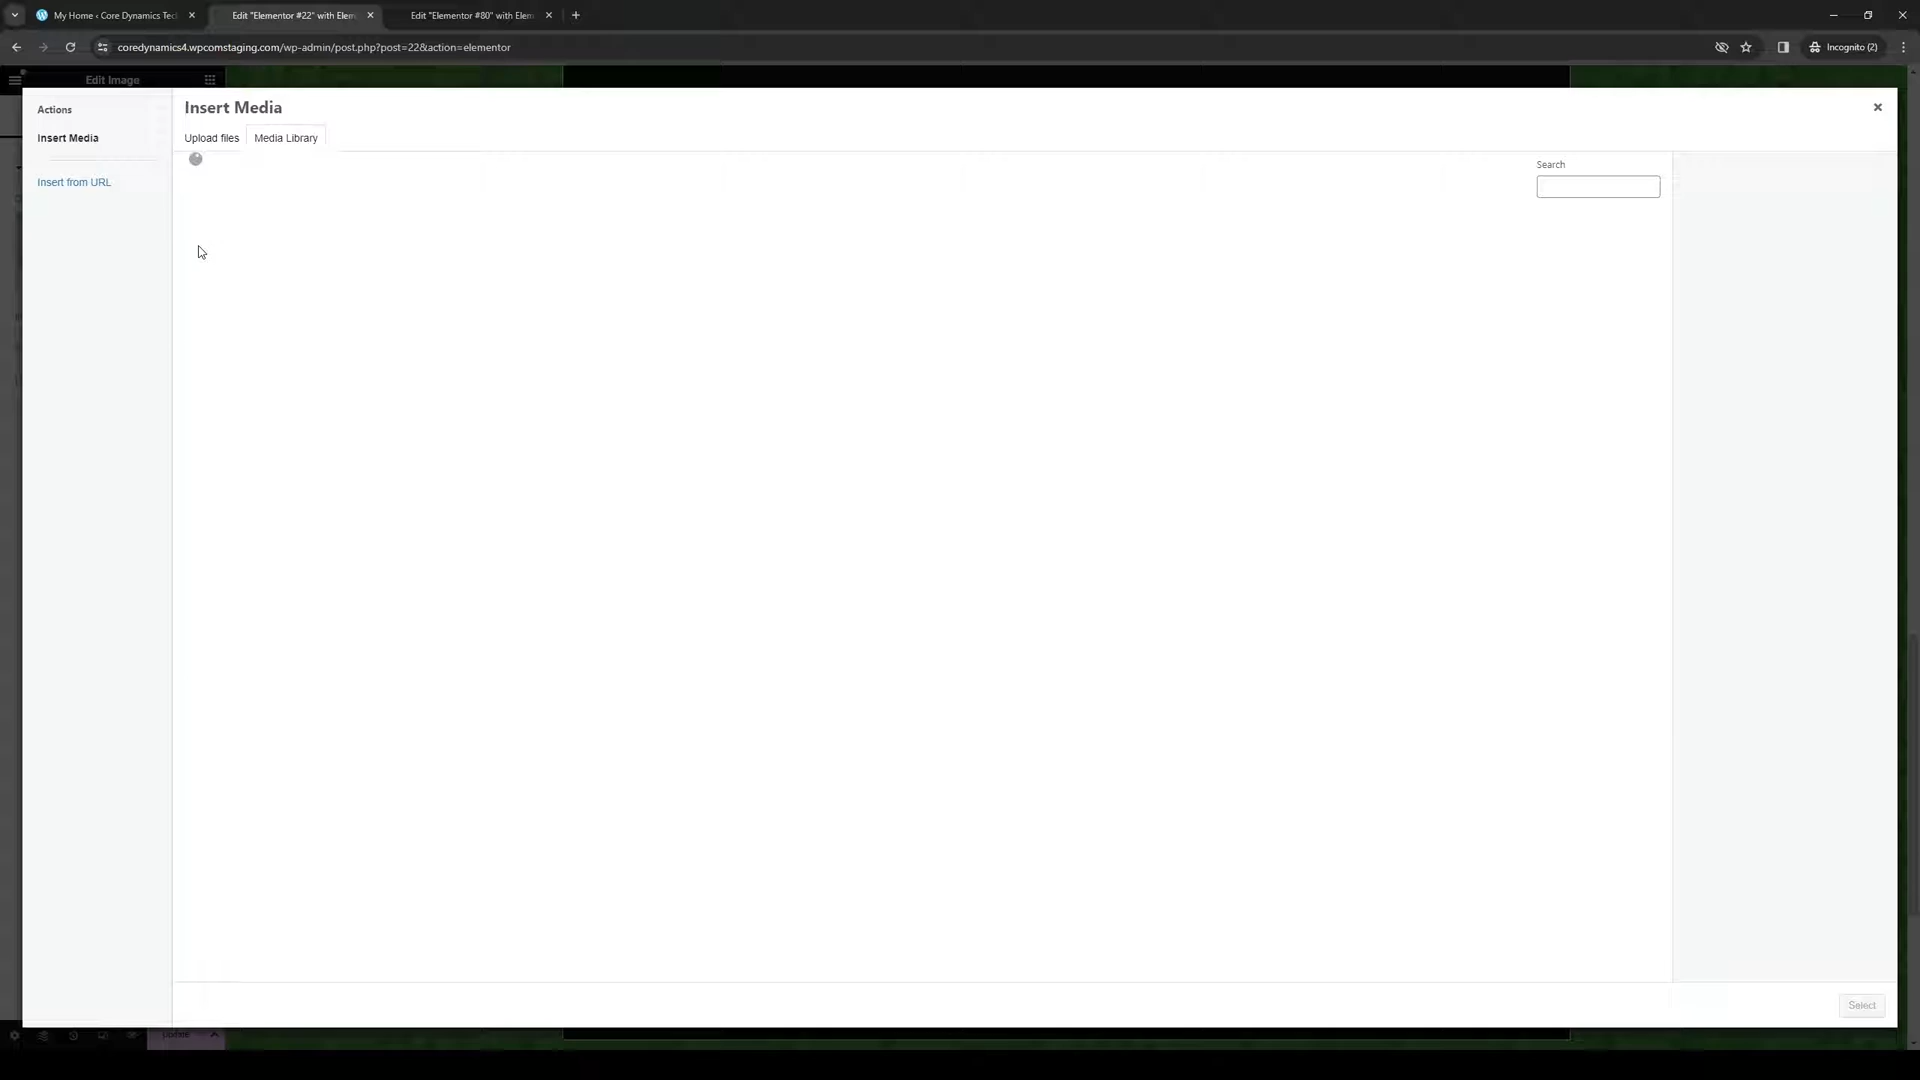 My Home ‹ Core Dynamics Tec
Edit "Elementor #22" with Elem
Edit "Elementor #80" with Elem
coredynamics4.wpcomstaging.com/wp-admin/post.php?post=22&action=elementor
Incognito (2)
Edit Image
Actions
Insert Media
Insert from URL
Insert Media
Upload files
Media Library
Search
Select
Update